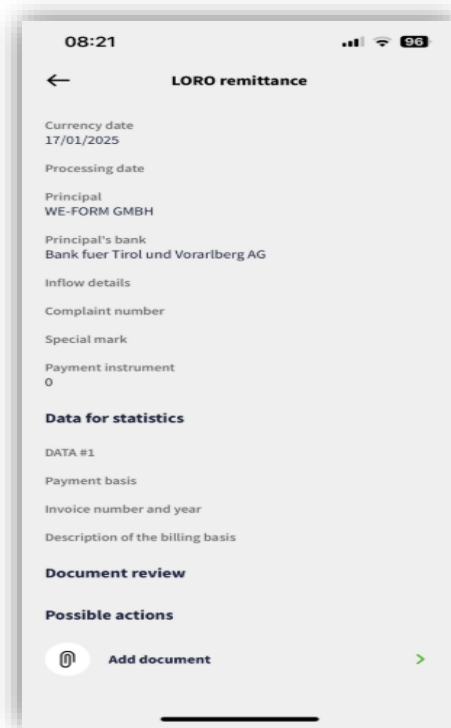 08:21
96
LORO remittance
Currency date
17/01/2025
Processing date
Principal
WE-FORM GMBH
Principal's bank
Bank fuer Tirol und Vorarlberg AG
Inflow details
Complaint number
Special mark
Payment instrument
0
Data for statistics
DATA #1
Payment basis
Invoice number and year
Description of the billing basis
Document review
Possible actions
Add document